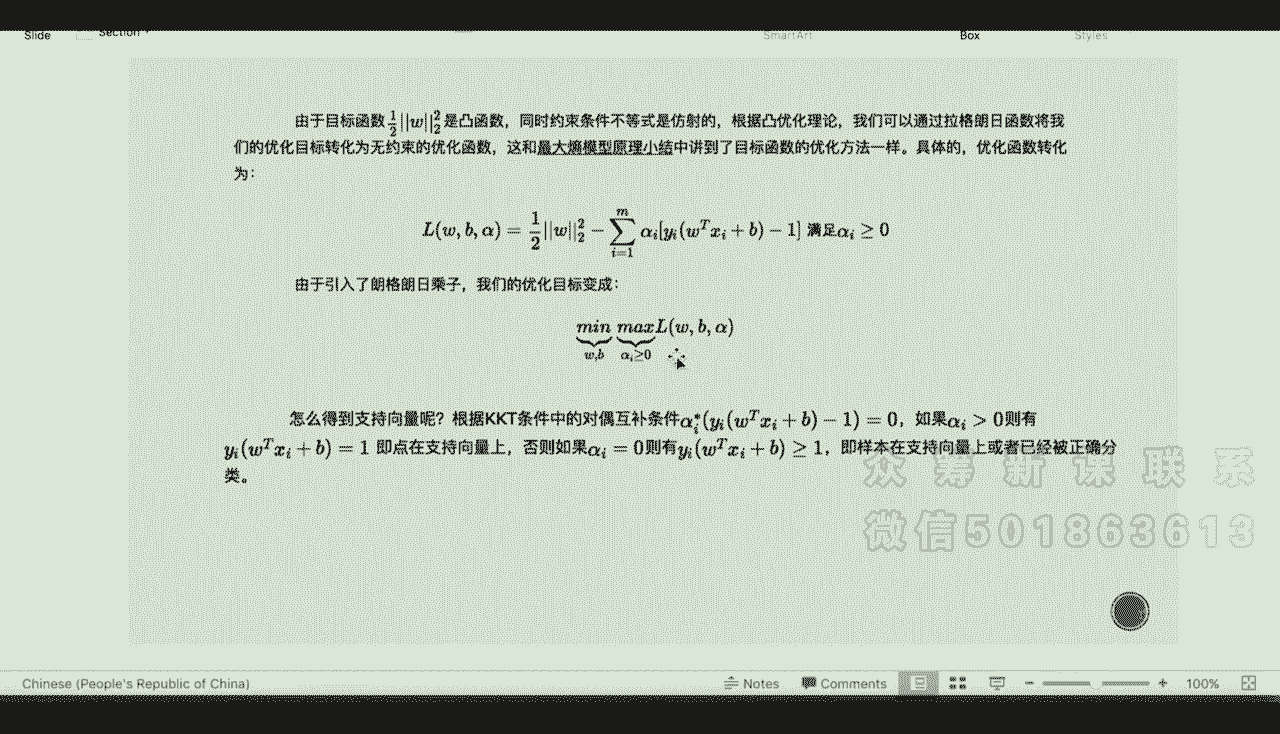 Slide
Section
SmartArt
Box
Styles
由于目标函数 $\frac{1}{2}||w||_2^2$ 是凸函数，同时约束条件不等式是仿射的，根据凸优化理论，我们可以通过拉格朗日函数将我
们的优化目标转化为无约束的优化函数，这和最大熵模型原理小结中讲到了目标函数的优化方法一样。具体的，优化函数转化
为：
$L(w, b, \alpha) = \frac{1}{2}||w||_2^2 - \sum_{i=1}^{m} \alpha_i[y_i(w^T x_i + b) - 1]$ 满足$\alpha_i \geq 0$
由于引入了朗格朗日乘子，我们的优化目标变成：
$\underbrace{min}_{w,b} \underbrace{max}_{\alpha_i \geq 0} L(w, b, \alpha)$
怎么得到支持向量呢？根据KKT条件中的对偶互补条件$\alpha_i^*(y_i(w^T x_i + b) - 1) = 0$，如果$\alpha_i > 0$则有
$y_i(w^T x_i + b) = 1$ 即点在支持向量上，否则如果$\alpha_i = 0$则有$y_i(w^T x_i + b) \geq 1$，即样本在支持向量上或者已经被正确分
类。
众筹新课联系
微信501863613
Chinese (People's Republic of China)
Notes
Comments
100%